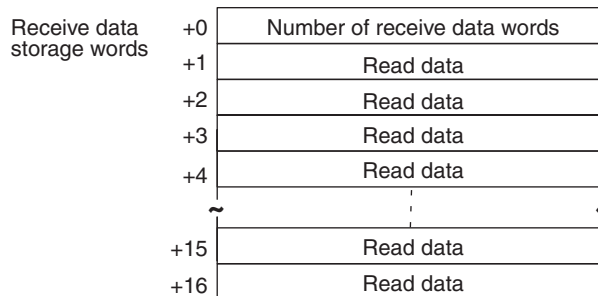 Receive data
storage words
+0 Number of receive data words
+1 Read data
+2 Read data
+3 Read data
+4 Read data
+15 Read data
+16 Read data